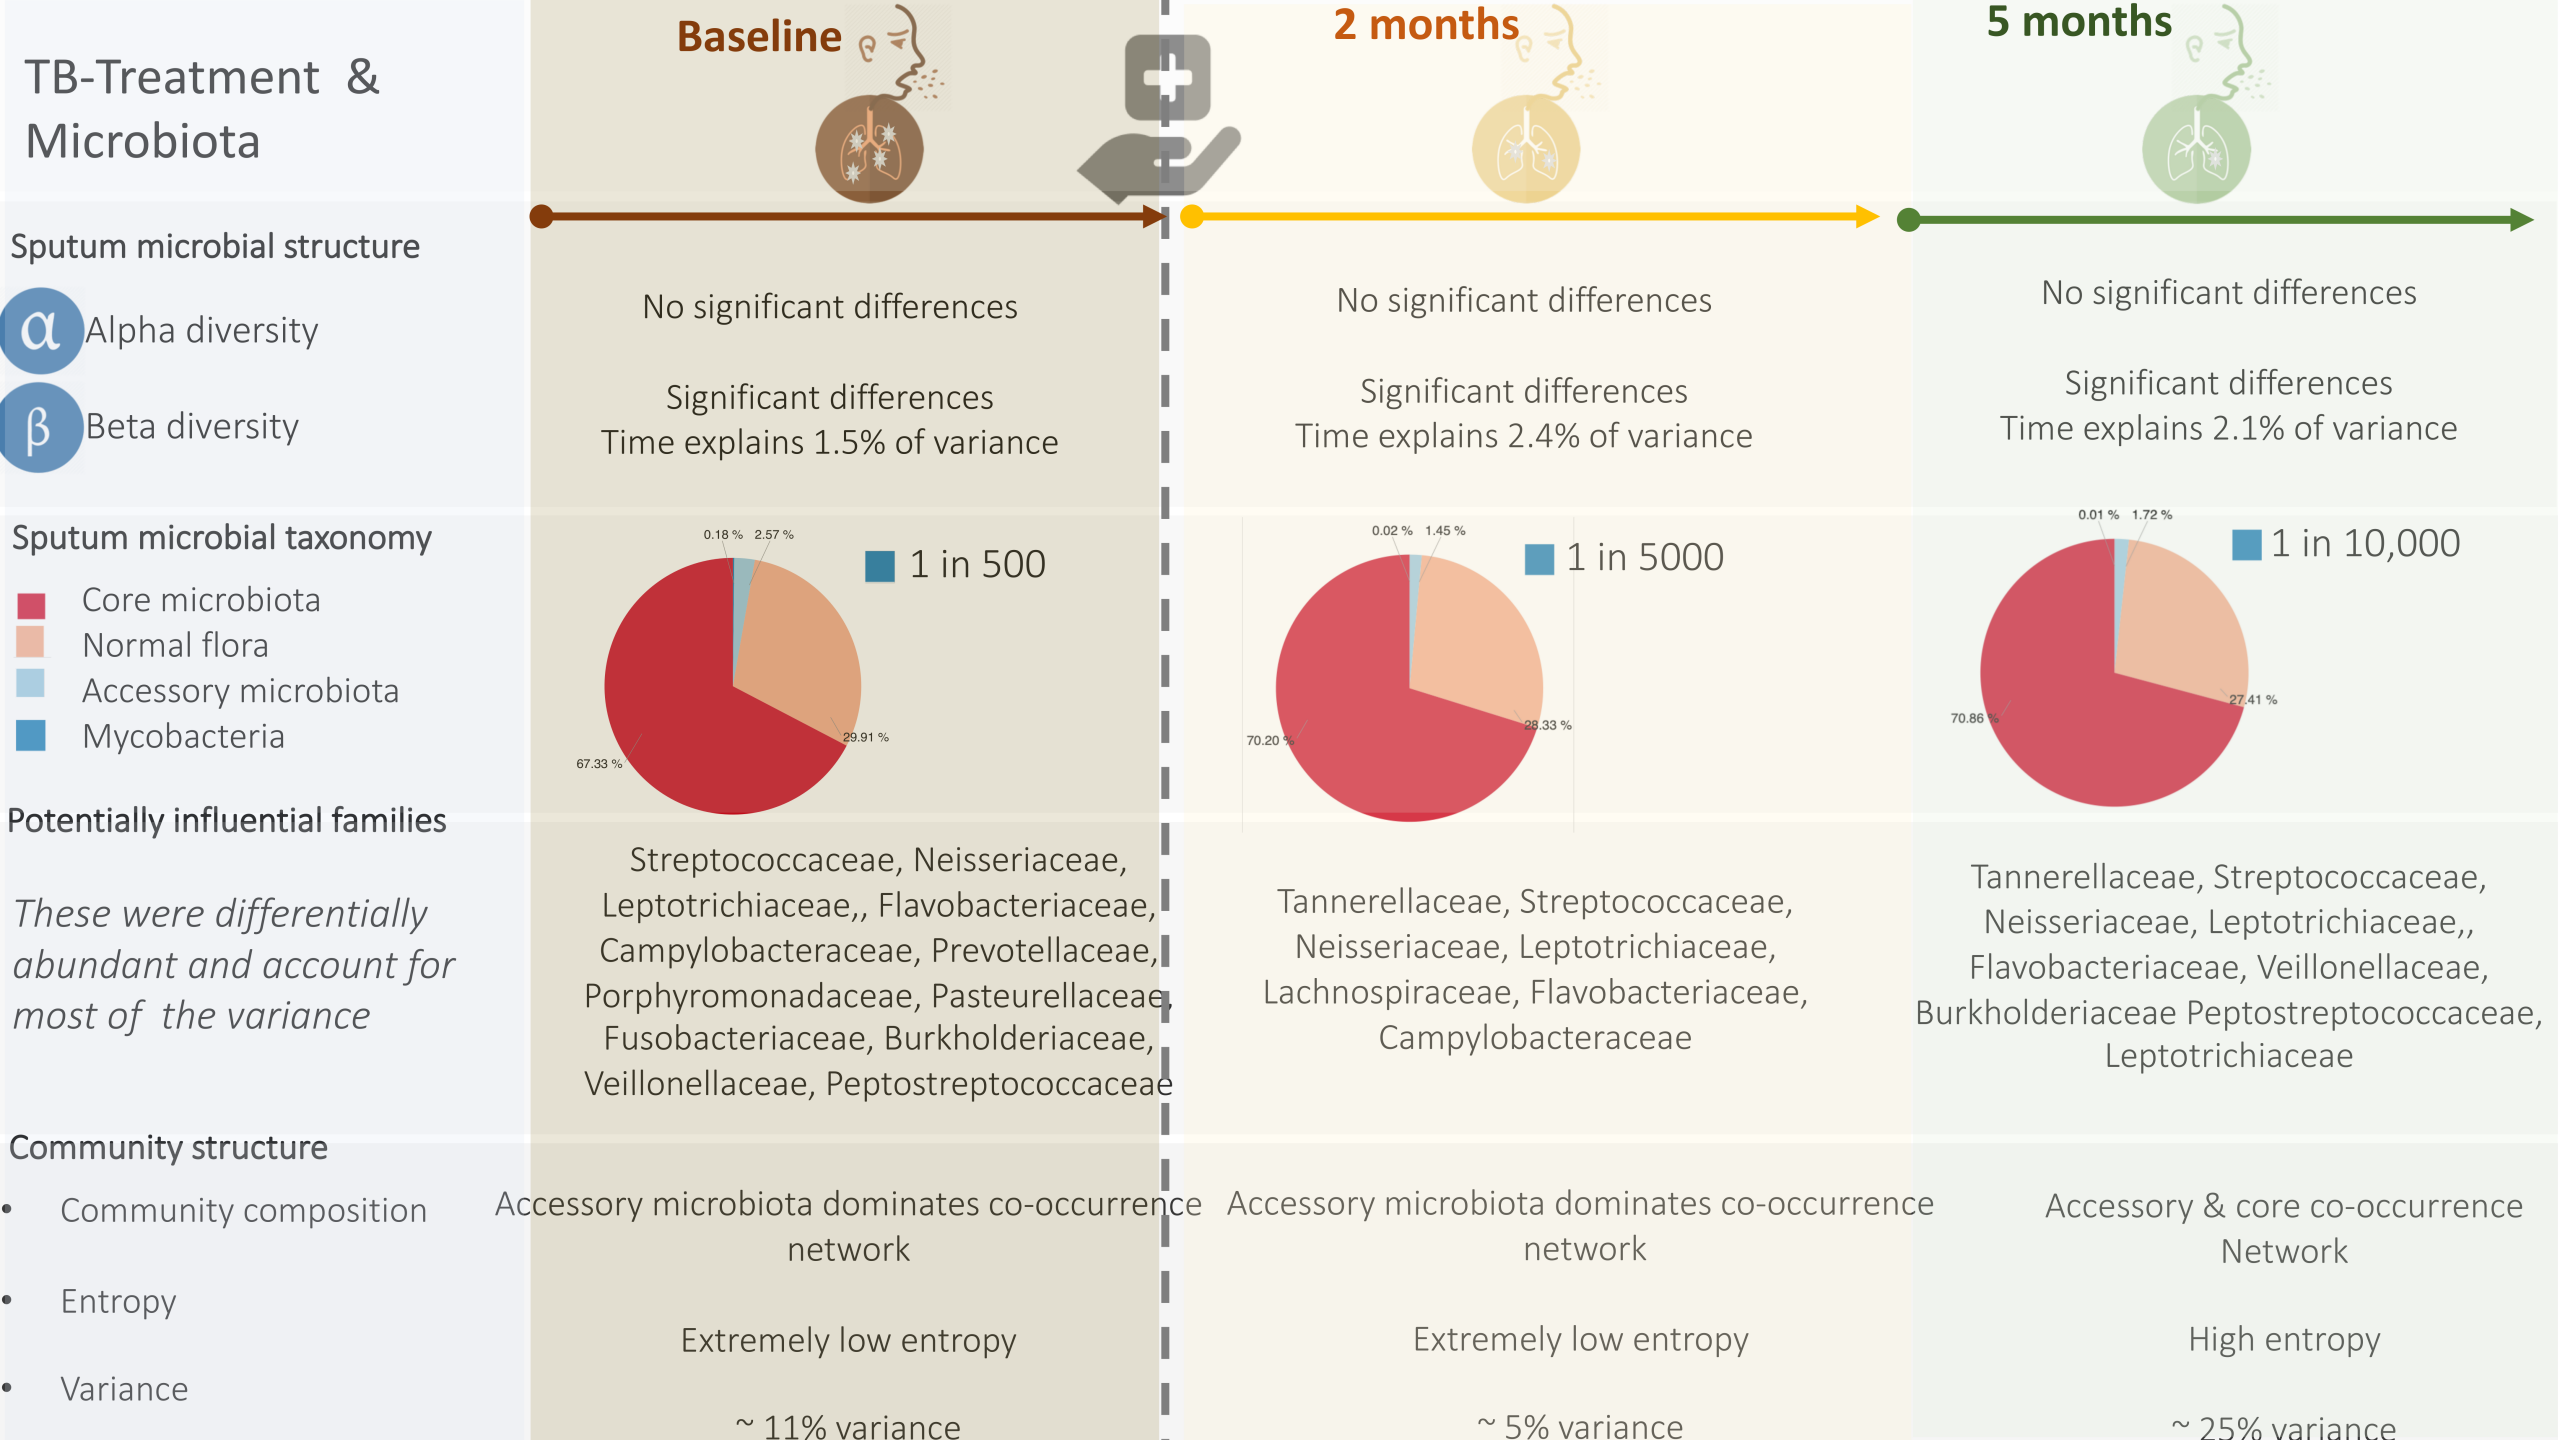 TB-Treatment &
Microbiota
Baseline
2 months
5 months
Sputum microbial structure
α Alpha diversity
β Beta diversity
No significant differences
Significant differences
Time explains 1.5% of variance
No significant differences
Significant differences
Time explains 2.4% of variance
No significant differences
Significant differences
Time explains 2.1% of variance
Sputum microbial taxonomy
Core microbiota
Normal flora
Accessory microbiota
Mycobacteria
0.18 % 2.57 %
1 in 500
29.91 %
67.33 %
0.02 % 1.45 %
1 in 5000
28.33 %
70.20 %
0.01 % 1.72 %
1 in 10,000
27.41 %
70.86 %
Potentially influential families
These were differentially
abundant and account for
most of the variance
Streptococcaceae, Neisseriaceae,
Leptotrichiaceae,, Flavobacteriaceae,
Campylobacteraceae, Prevotellaceae,
Porphyromonadaceae, Pasteurellaceae,
Fusobacteriaceae, Burkholderiaceae,
Veillonellaceae, Peptostreptococcaceae
Tannerellaceae, Streptococcaceae,
Neisseriaceae, Leptotrichiaceae,
Lachnospiraceae, Flavobacteriaceae,
Campylobacteraceae
Tannerellaceae, Streptococcaceae,
Neisseriaceae, Leptotrichiaceae,,
Flavobacteriaceae, Veillonellaceae,
Burkholderiaceae Peptostreptococcaceae,
Leptotrichiaceae
Community structure
• Community composition
• Entropy
• Variance
Accessory microbiota dominates co-occurrence
network
Extremely low entropy
~ 11% variance
Accessory microbiota dominates co-occurrence
network
Extremely low entropy
~ 5% variance
Accessory & core co-occurrence
Network
High entropy
~ 25% variance